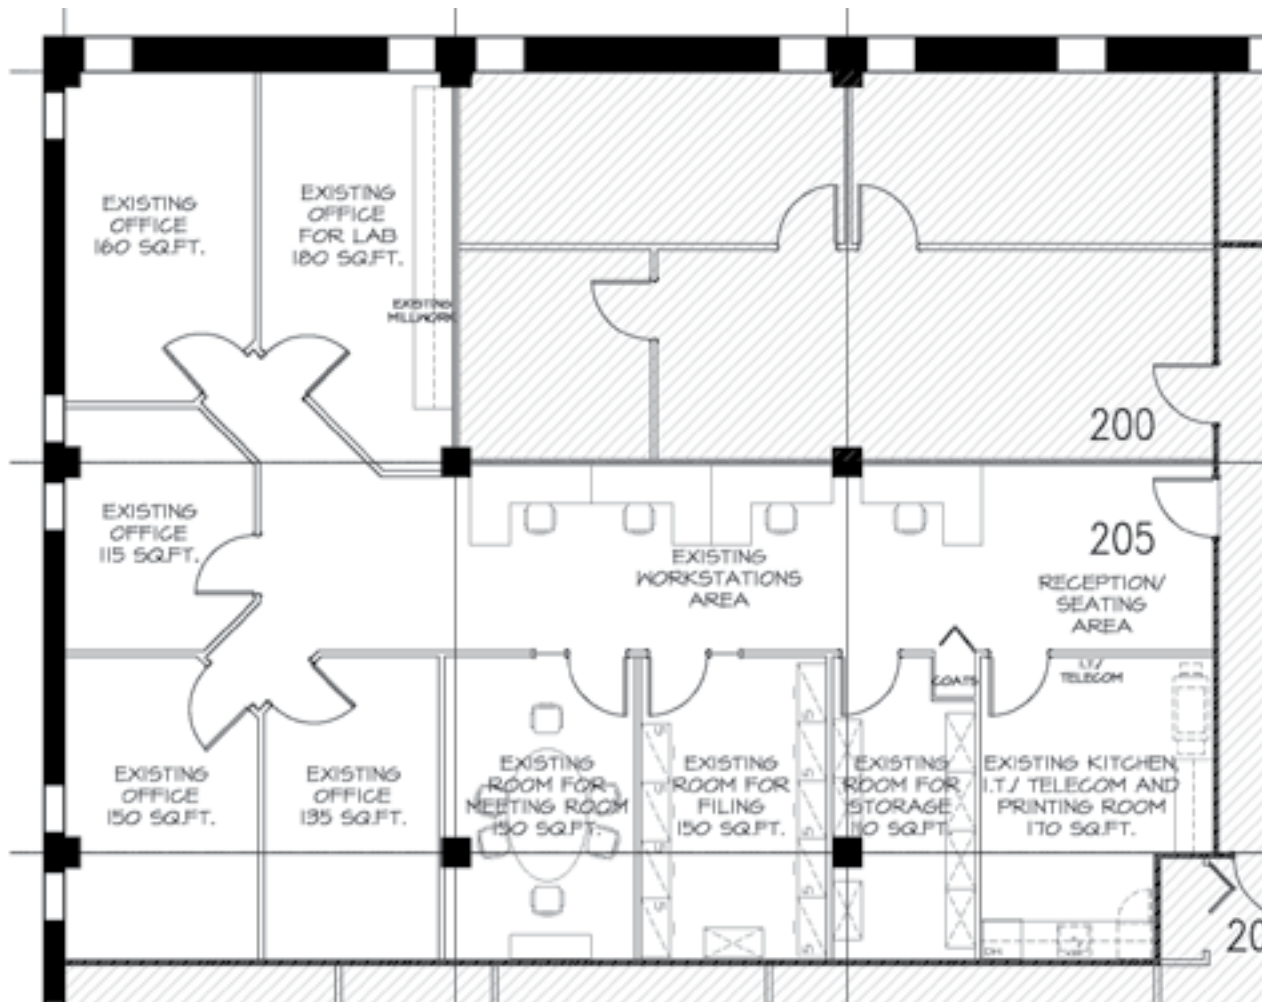 EXISTING
OFFICE
160 SQ.FT.
EXISTING
OFFICE
FOR LAB
180 SQ.FT.
EXISTING
MILLWORK
200
EXISTING
OFFICE
115 SQ.FT.
EXISTING
WORKSTATIONS
AREA
205
RECEPTION/
SEATING
AREA
I.T./
TELECOM
COATS
EXISTING
OFFICE
150 SQ.FT.
EXISTING
OFFICE
135 SQ.FT.
EXISTING
ROOM FOR
MEETING ROOM
150 SQ.FT.
EXISTING
ROOM FOR
FILING
150 SQ.FT.
EXISTING
ROOM FOR
STORAGE
110 SQ.FT.
EXISTING KITCHEN,
I.T./ TELECOM AND
PRINTING ROOM
170 SQ.FT.
20